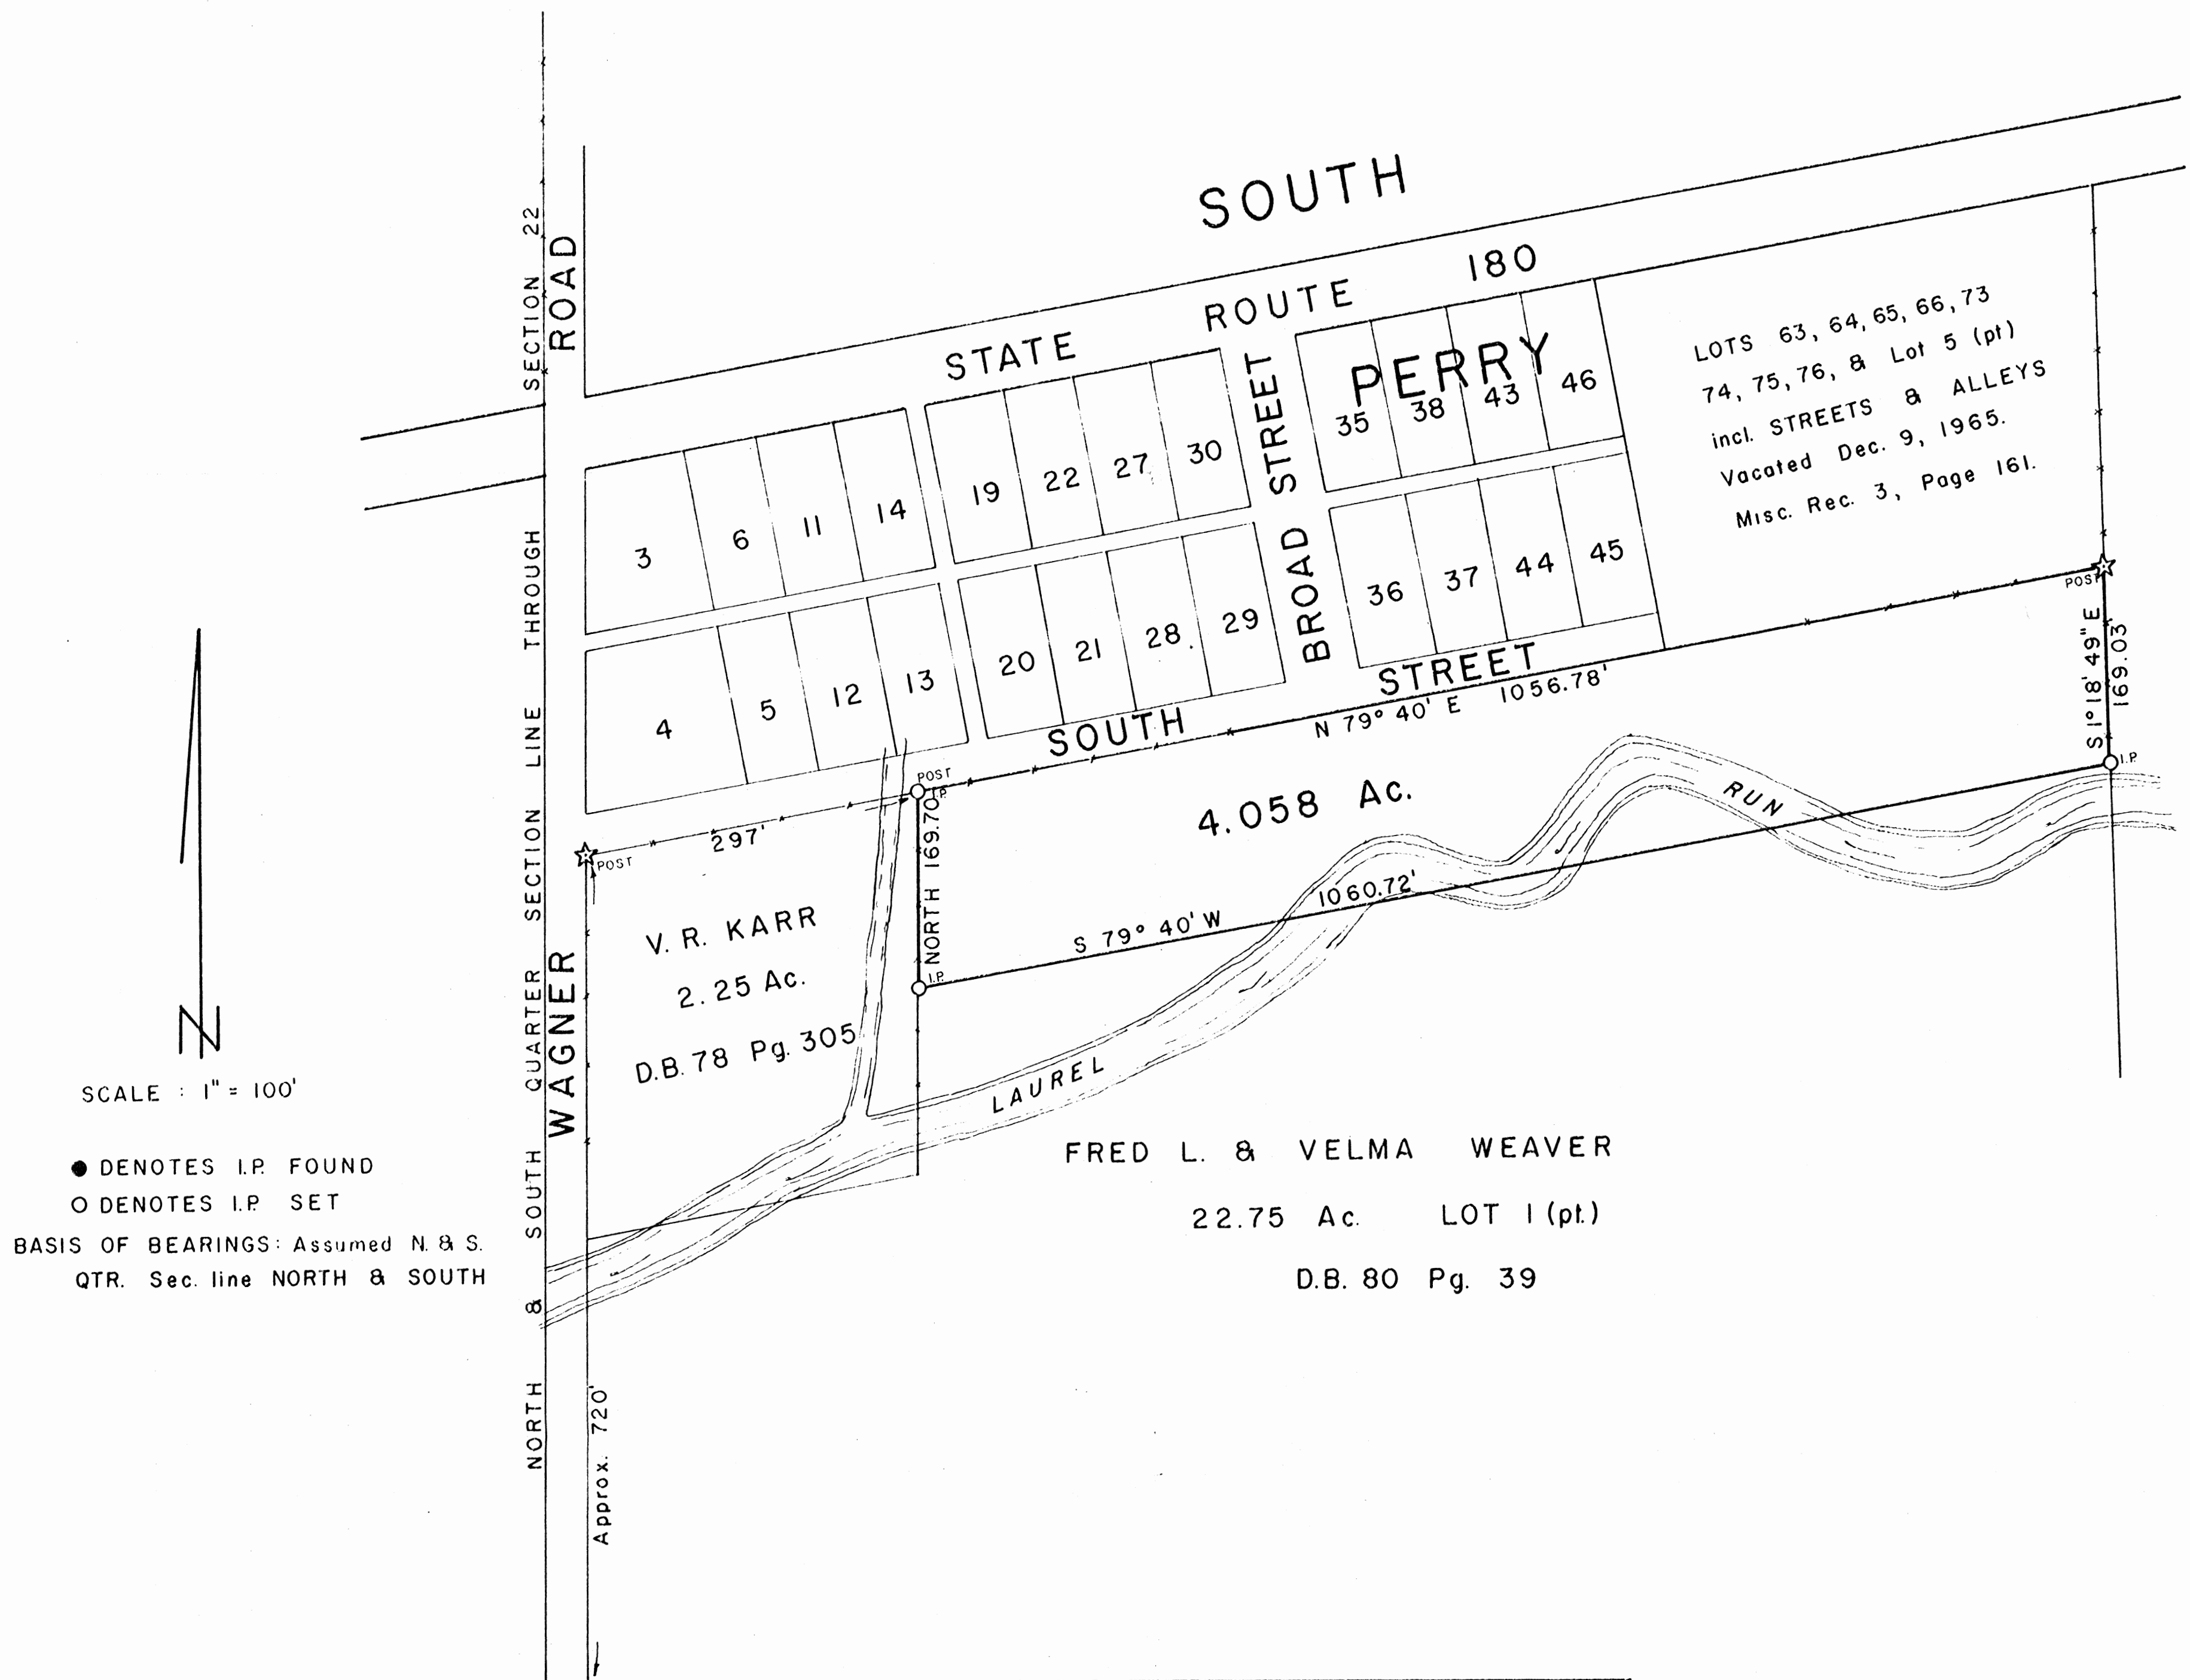 SOUTH
PERRY
STATE ROUTE 180
SECTION 22
ROAD
LOTS 63, 64, 65, 66, 73
74, 75, 76, & Lot 5 (pt)
incl. STREETS & ALLEYS
Vacated Dec. 9, 1965.
Misc. Rec. 3, Page 161.
3
6
11
14
19
22
27
30
35
38
43
46
4
5
12
13
20
21
28
29
36
37
44
45
BROAD STREET
SOUTH STREET
N 79° 40' E 1056.78'
POST
S 1° 18' 49" E
169.03'
I.P.
POST
I.P.
297'
POST
NORTH 169.70
4.058 Ac.
RUN
1060.72'
S 79° 40' W
I.P.
V. R. KARR
2.25 Ac.
D.B. 78 Pg. 305
LAUREL
NORTH & SOUTH QUARTER SECTION LINE THROUGH
WAGNER
FRED L. & VELMA WEAVER
22.75 Ac. LOT 1 (pt.)
D.B. 80 Pg. 39
Approx. 720'
N
SCALE : 1" = 100'
DENOTES I.P. FOUND
DENOTES I.P. SET
BASIS OF BEARINGS: Assumed N. & S.
QTR. Sec. line NORTH & SOUTH